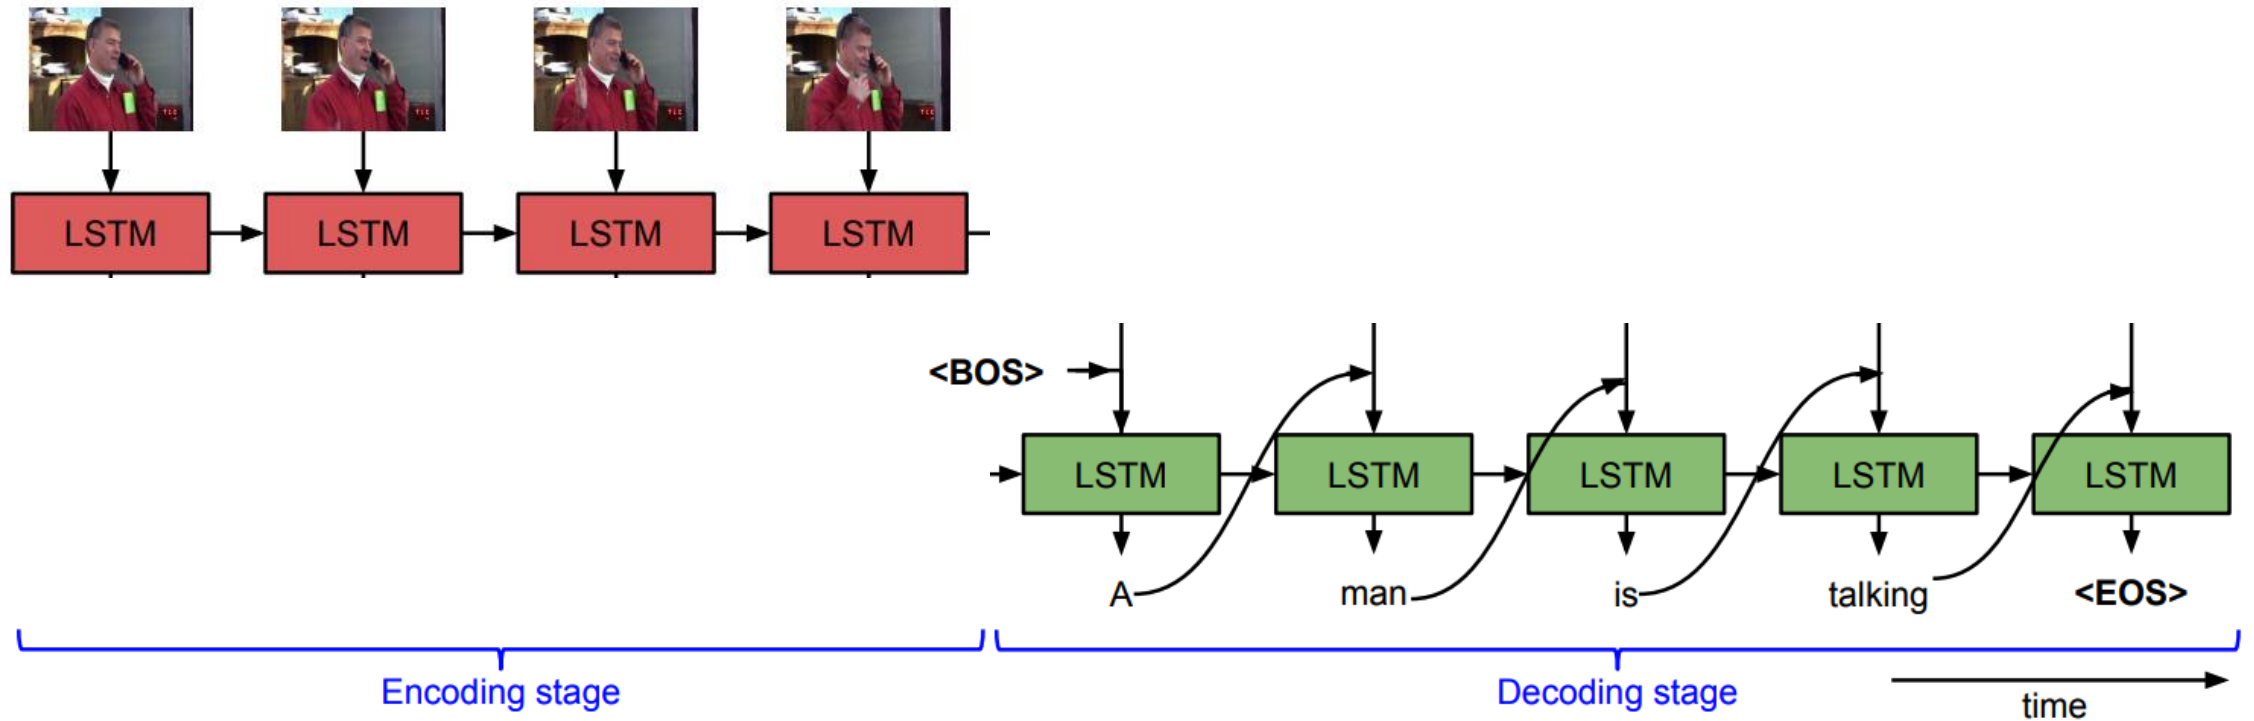 LSTM
LSTM
LSTM
LSTM
<BOS>
LSTM
LSTM
LSTM
LSTM
LSTM
A
man
is
talking
<EOS>
Encoding stage
Decoding stage
time